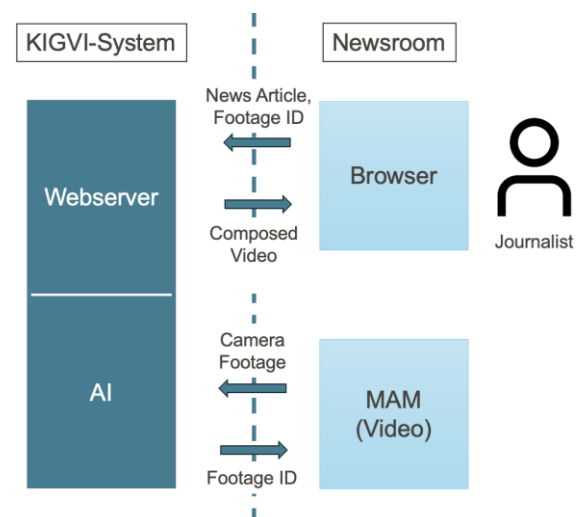 KIGVI-System
Newsroom
News Article,
Footage ID
Webserver
Browser
Composed
Video
Journalist
Camera
Footage
AI
MAM
(Video)
Footage ID